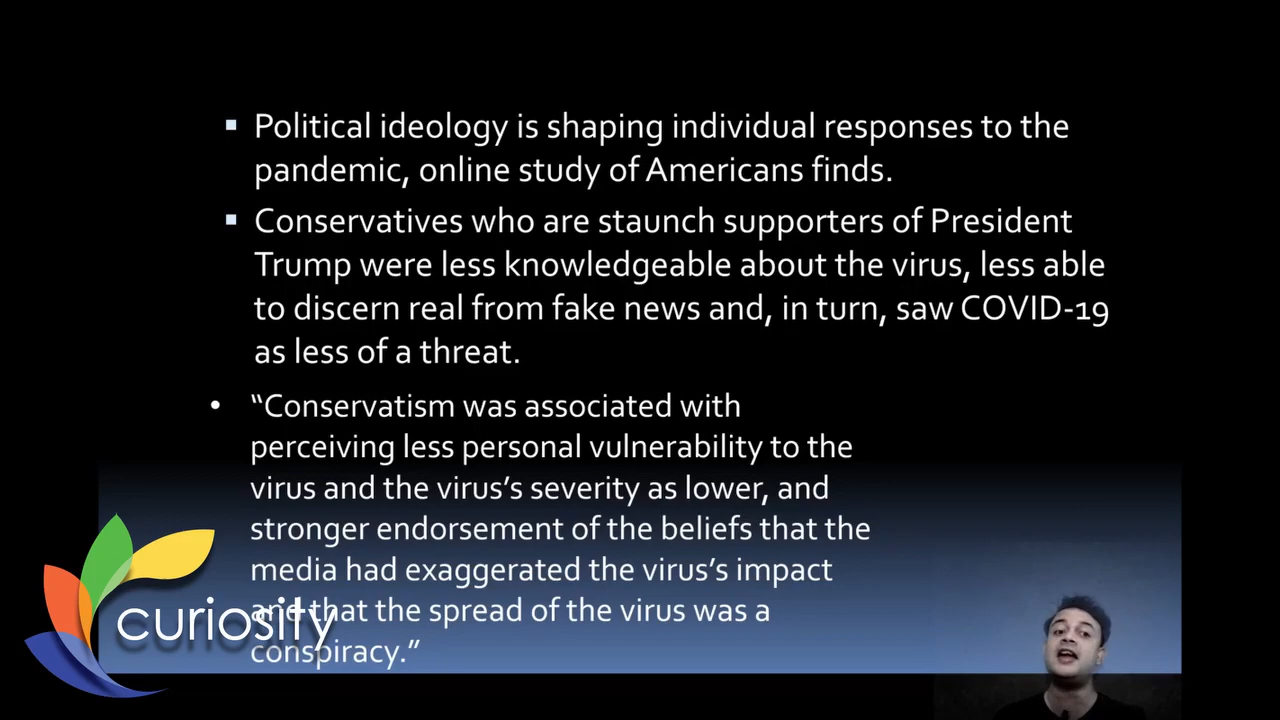 ▪ Political ideology is shaping individual responses to the
pandemic, online study of Americans finds.
▪ Conservatives who are staunch supporters of President
Trump were less knowledgeable about the virus, less able
to discern real from fake news and, in turn, saw COVID-19
as less of a threat.
• “Conservatism was associated with
perceiving less personal vulnerability to the
virus and the virus’s severity as lower, and
stronger endorsement of the beliefs that the
media had exaggerated the virus’s impact
and that the spread of the virus was a
conspiracy.”
curiosity